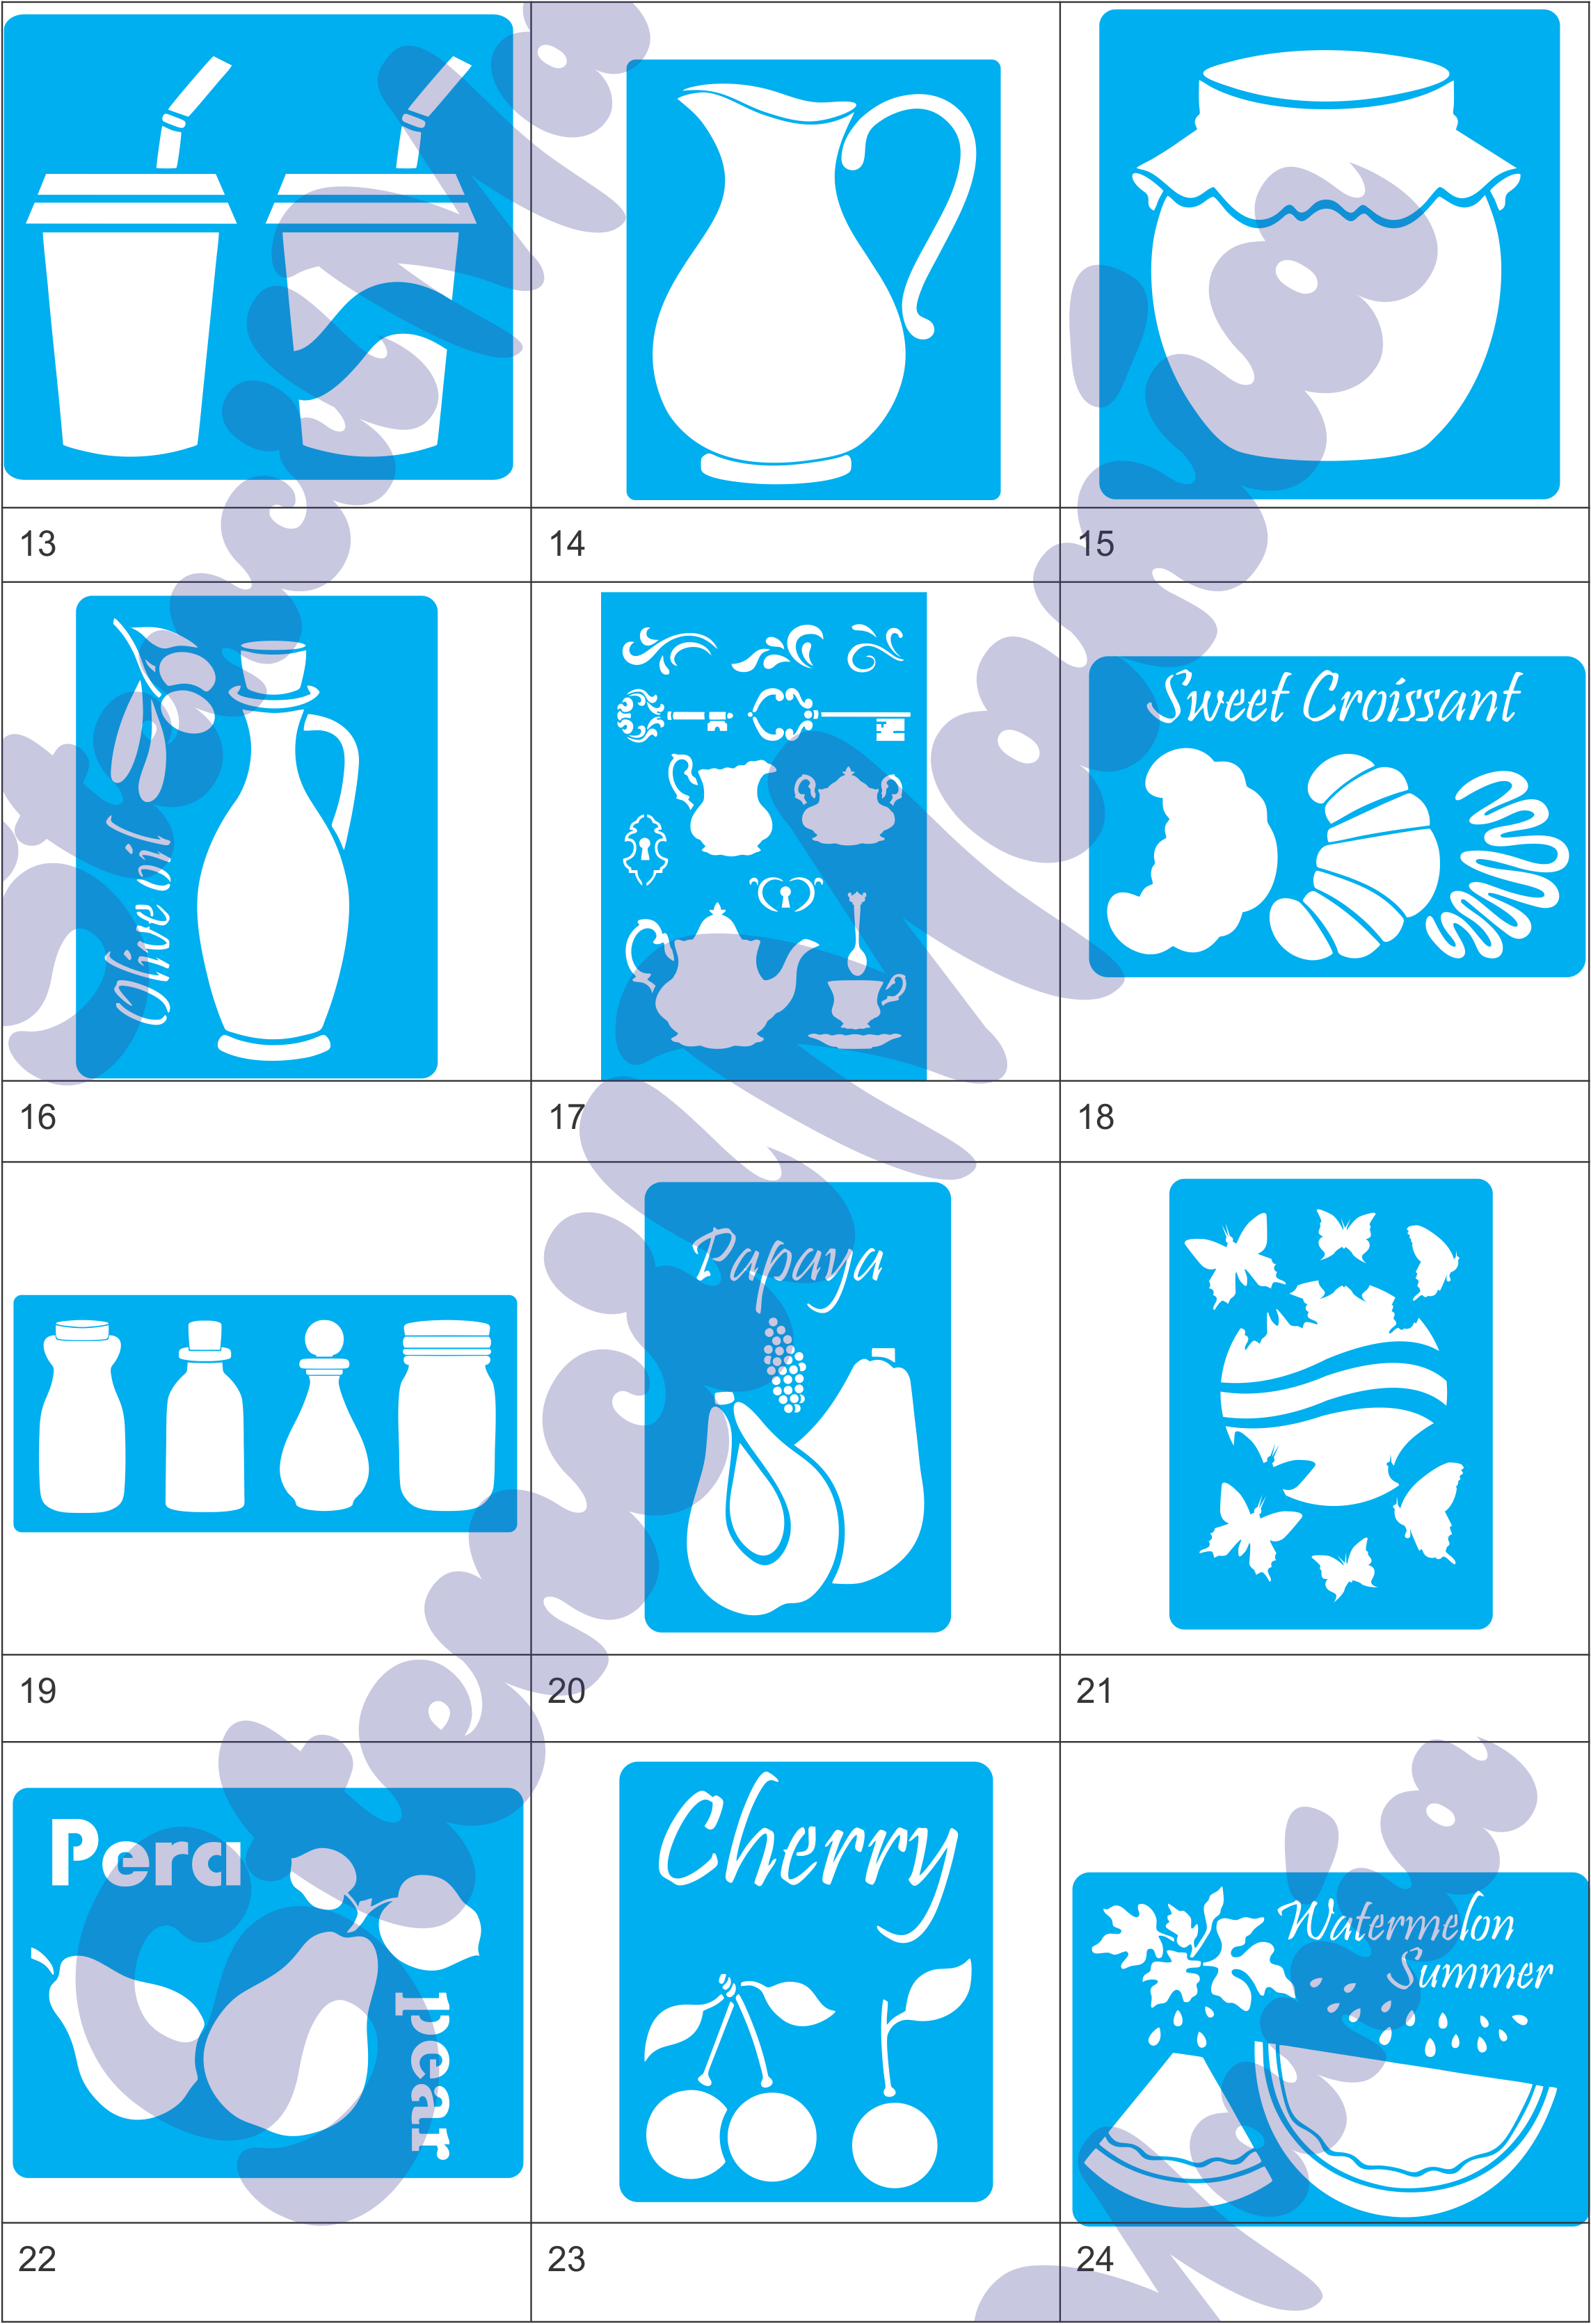 13
14
15
Olive oil
Sweet Croissant
16
17
18
Papaya
19
20
21
Pera
pear
Cherry
Watermelon
Summer
22
23
24